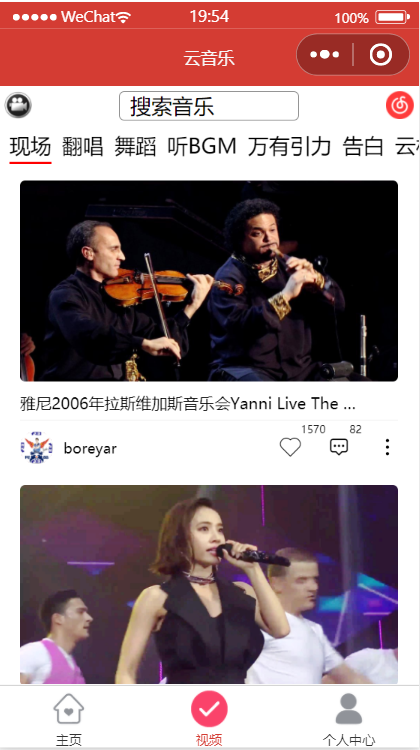 WeChat 19:54 100%
云音乐
搜索音乐
现场 翻唱 舞蹈 听BGM 万有引力 告白
雅尼2006年拉斯维加斯音乐会Yanni Live The ...
boreyar 1570 82
主页 视频 个人中心